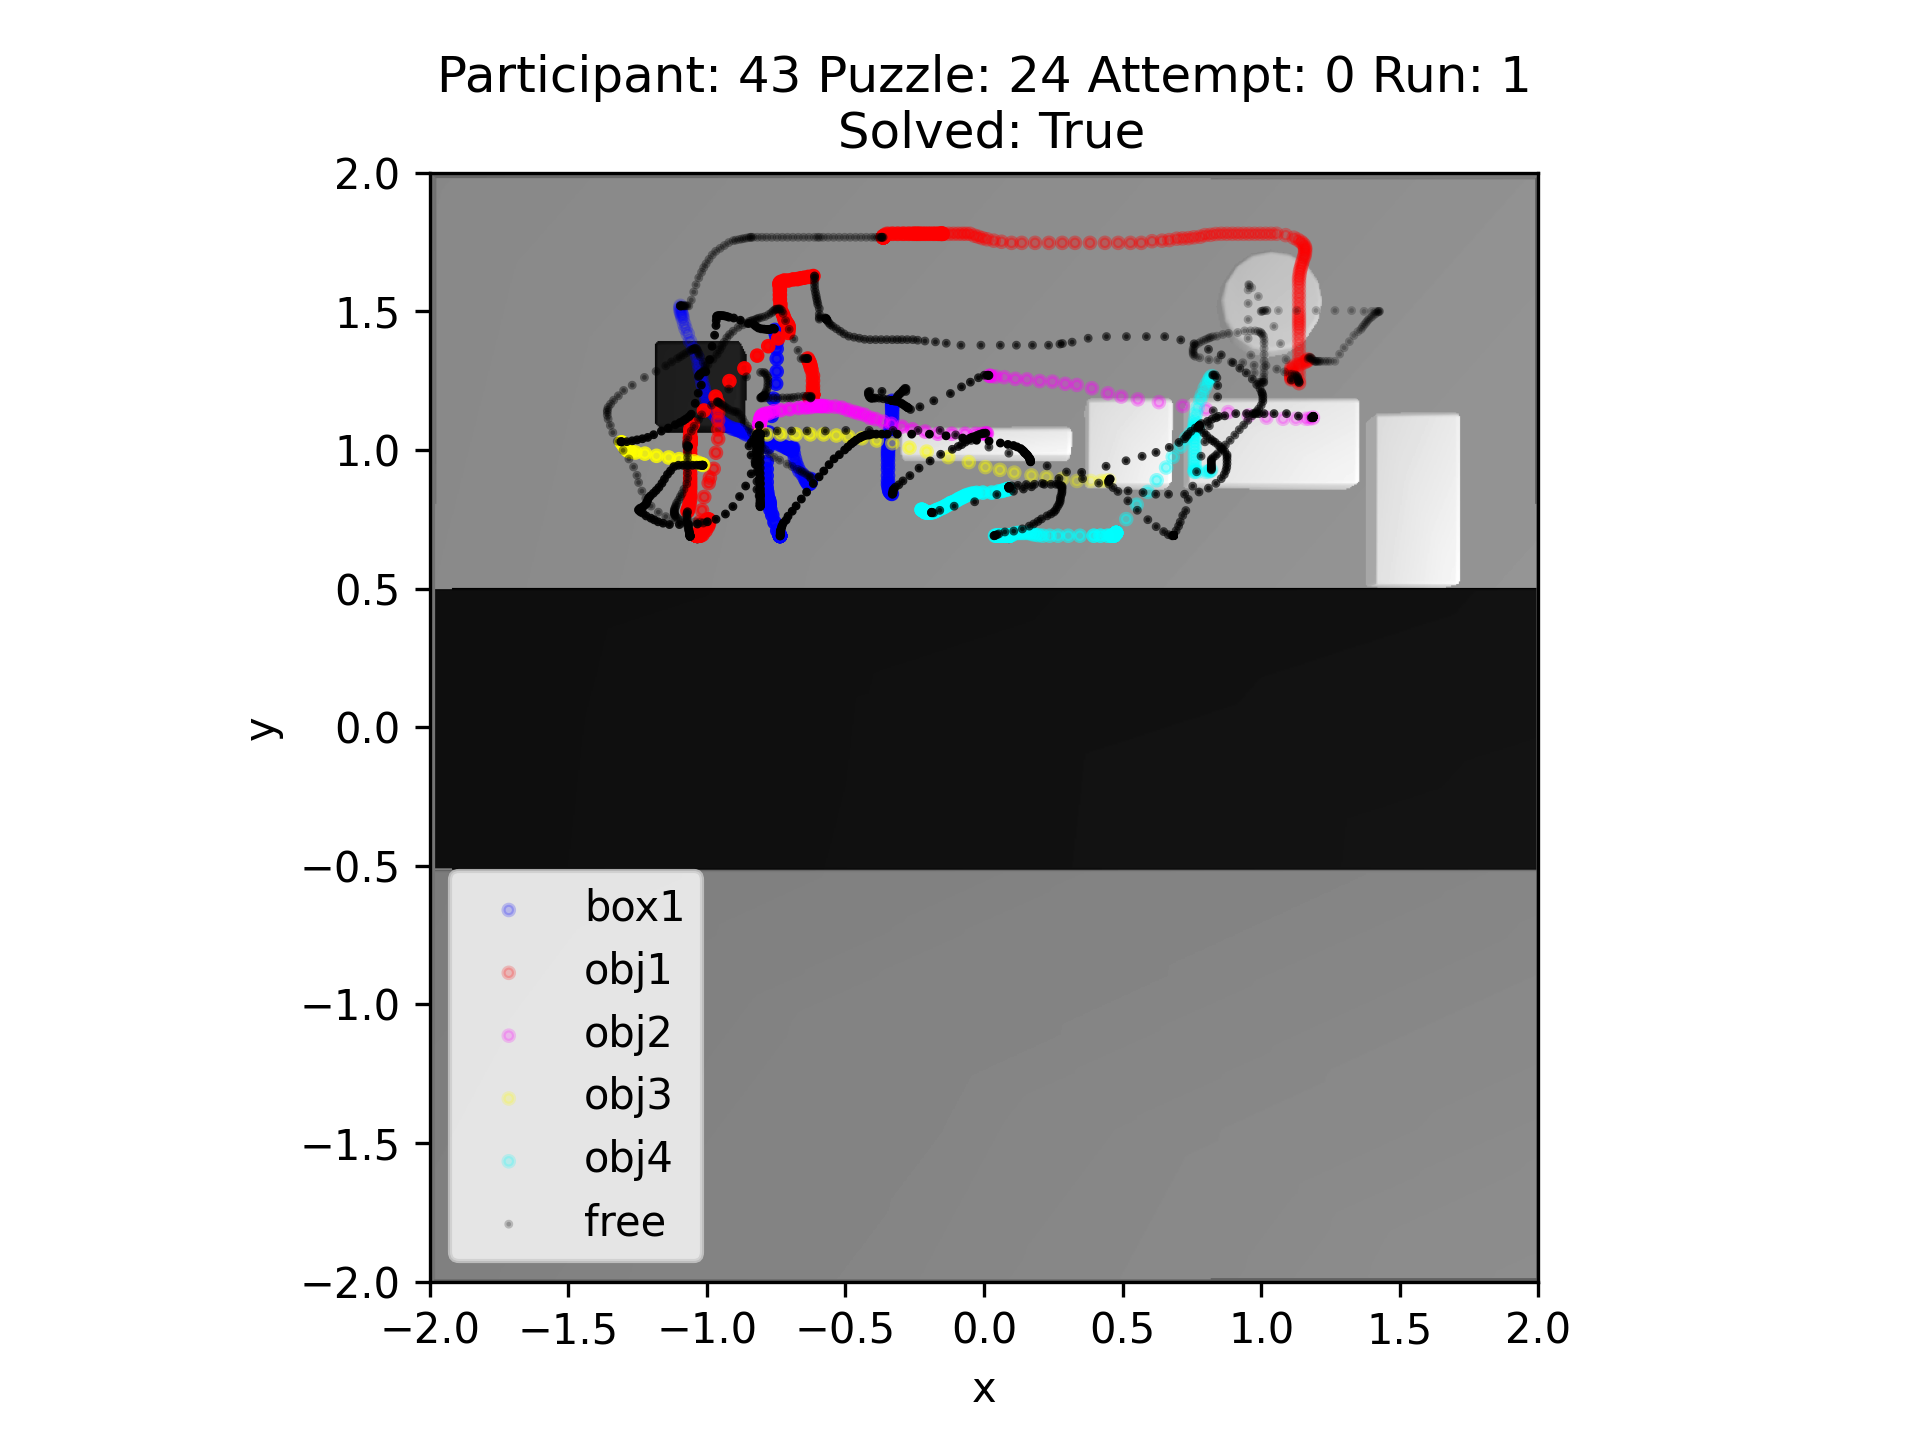 Participant: 43 Puzzle: 24 Attempt: 0 Run: 1
Solved: True
2.0
1.5
1.0
0.5
0.0
−0.5
−1.0
−1.5
−2.0
y
box1
obj1
obj2
obj3
obj4
free
−2.0 −1.5 −1.0 −0.5 0.0 0.5 1.0 1.5 2.0
x